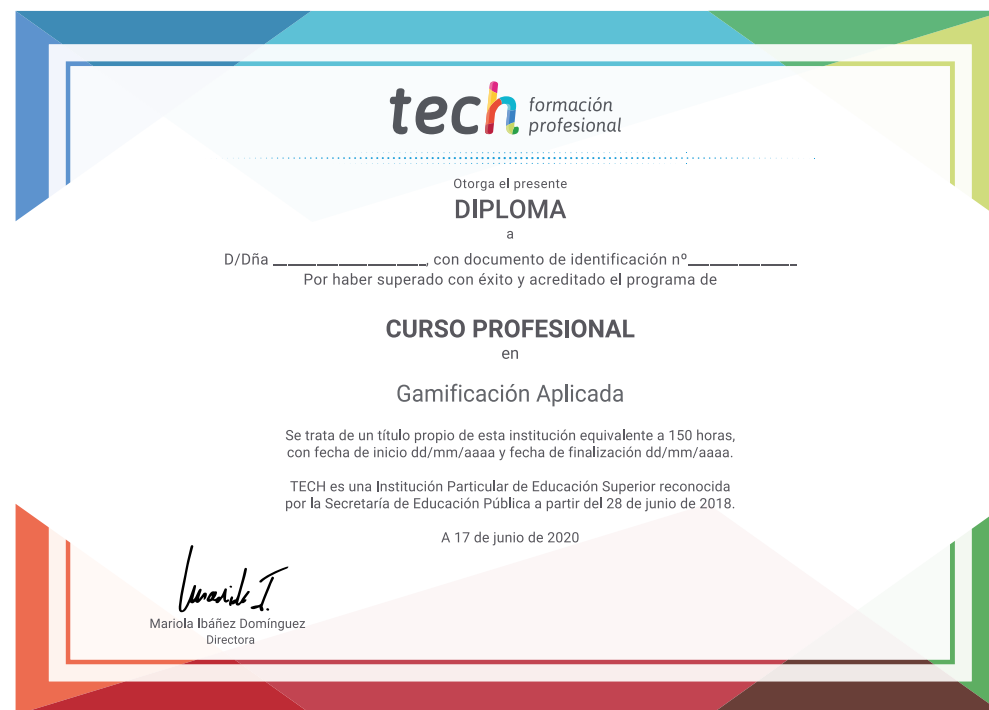 tech formación
profesional
Otorga el presente
DIPLOMA
a
D/Dña ____________________, con documento de identificación nº______________
Por haber superado con éxito y acreditado el programa de
CURSO PROFESIONAL
en
Gamificación Aplicada
Se trata de un título propio de esta institución equivalente a 150 horas,
con fecha de inicio dd/mm/aaaa y fecha de finalización dd/mm/aaaa.
TECH es una Institución Particular de Educación Superior reconocida
por la Secretaría de Educación Pública a partir del 28 de junio de 2018.
A 17 de junio de 2020
Mariola Ibáñez Domínguez
Directora